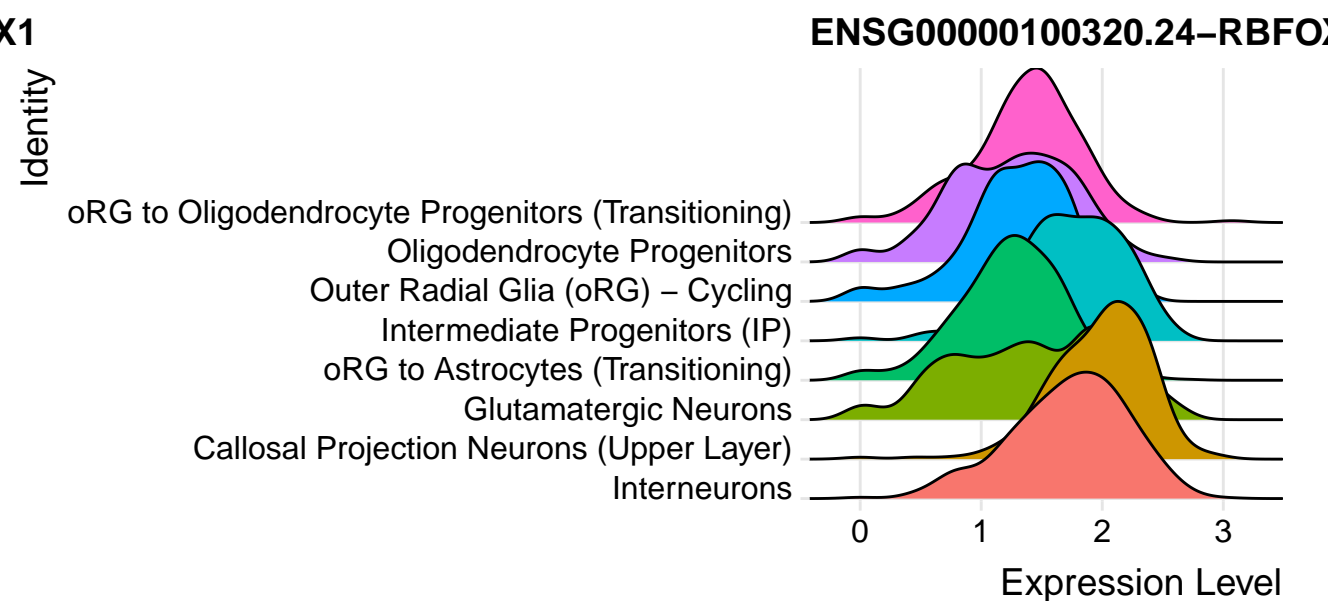 X1
ENSG00000100320.24−RBFOX
Identity
oRG to Oligodendrocyte Progenitors (Transitioning)
Oligodendrocyte Progenitors
Outer Radial Glia (oRG) − Cycling
Intermediate Progenitors (IP)
oRG to Astrocytes (Transitioning)
Glutamatergic Neurons
Callosal Projection Neurons (Upper Layer)
Interneurons
0 1 2 3
Expression Level